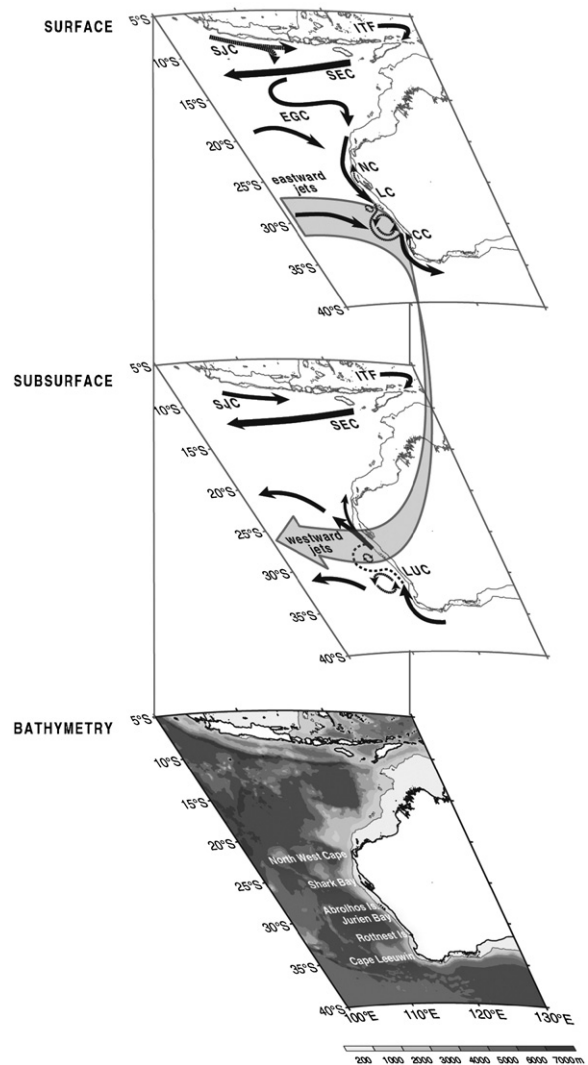 SURFACE
5°S
10°S
15°S
20°S
25°S
30°S
35°S
40°S
ITF
SJC
SEC
EGC
NC
eastward
jets
LC
CC
SUBSURFACE
5°S
10°S
15°S
20°S
25°S
30°S
35°S
40°S
ITF
SJC
SEC
westward
jets
LUC
BATHYMETRY
5°S
10°S
15°S
20°S
25°S
30°S
35°S
40°S
North West Cape
Shark Bay
Abrolhos Is
Jurien Bay
Rottnest Is
Cape Leeuwin
100°E
110°E
120°E
130°E
200 1000 2000 3000 4000 5000 6000 7000 m